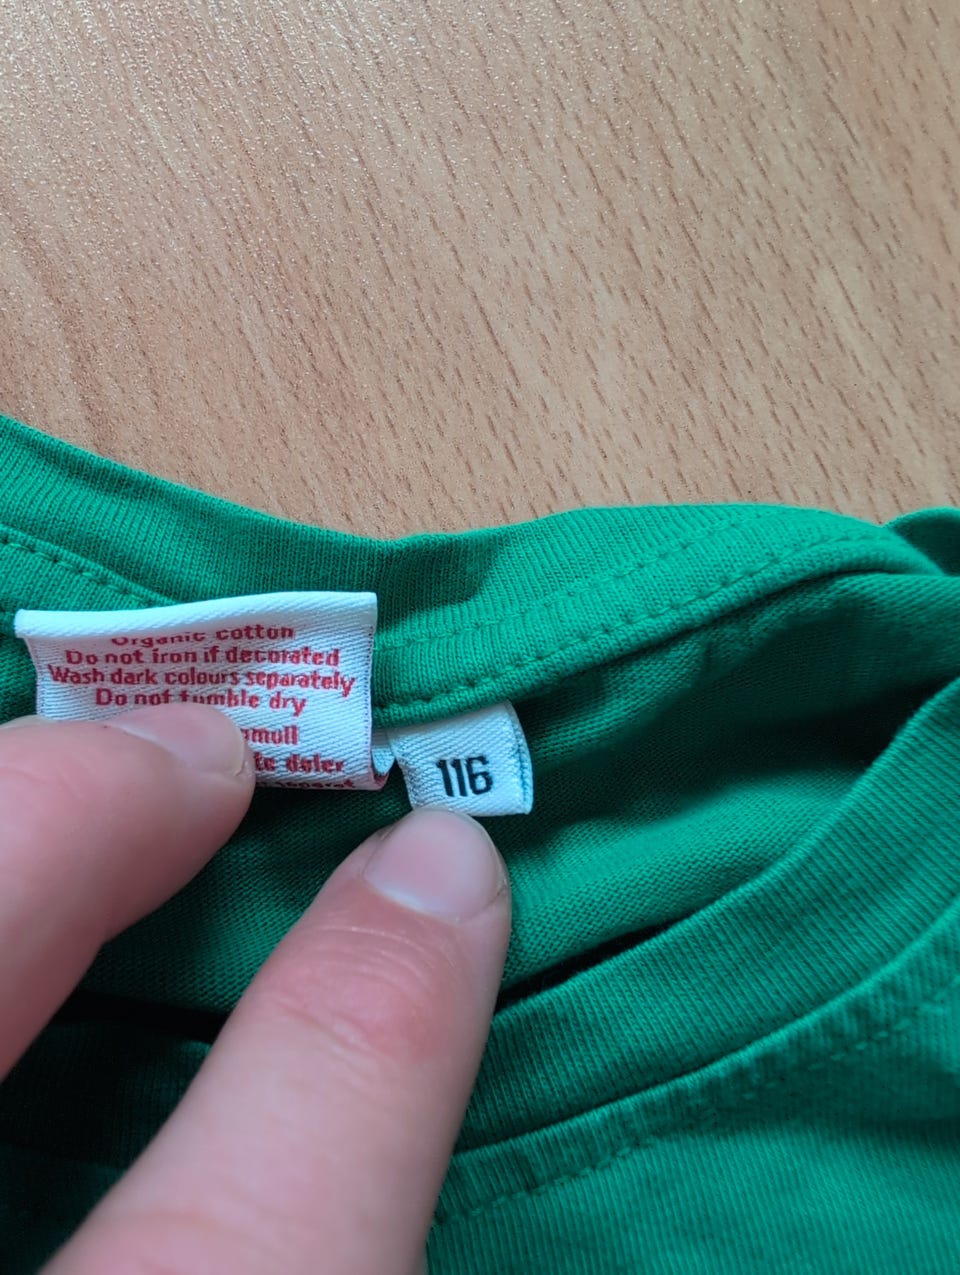 Organic cotton
Do not iron if decorated
Wash dark colours separately
Do not tumble dry
116